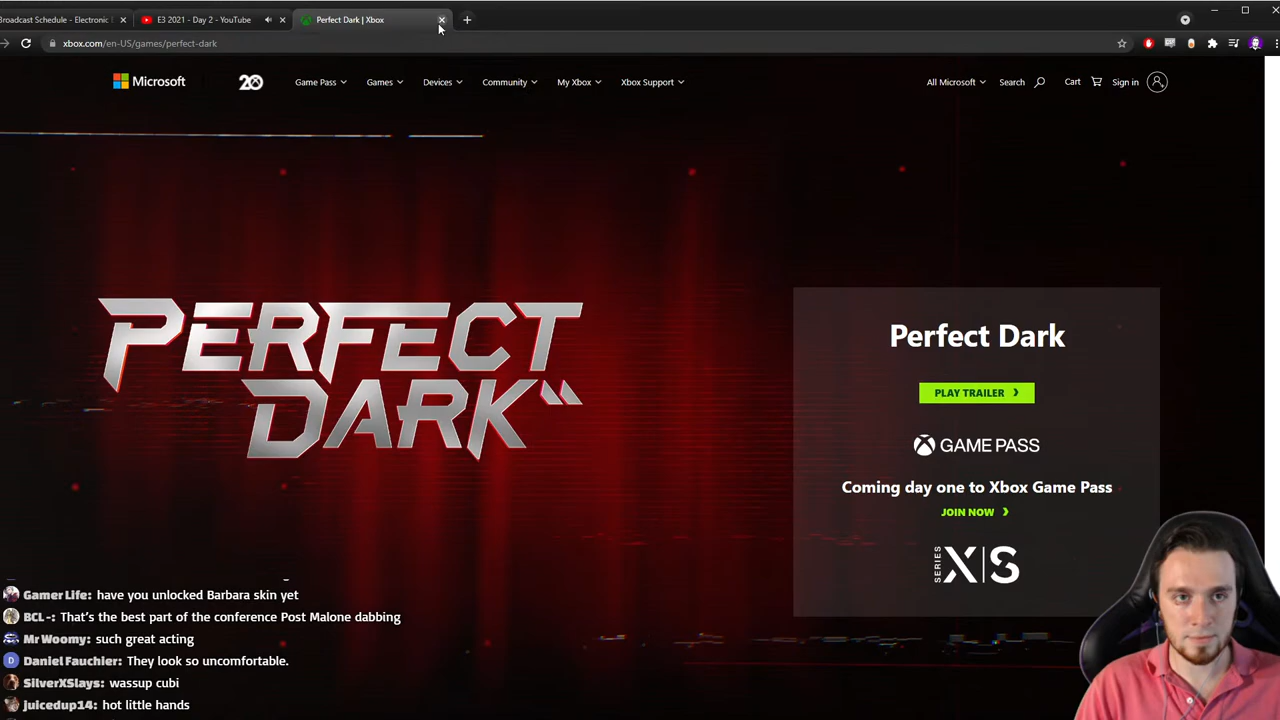 Broadcast Schedule - Electronic E
E3 2021 - Day 2 - YouTube
Perfect Dark | Xbox
xbox.com/en-US/games/perfect-dark
Microsoft
20
Game Pass
Games
Devices
Community
My Xbox
Xbox Support
All Microsoft
Search
Cart
Sign in
PERFECT
DARK
Perfect Dark
PLAY TRAILER
GAME PASS
Coming day one to Xbox Game Pass
JOIN NOW
SERIES X|S
Gamer Life: have you unlocked Barbara skin yet
BCL-: That's the best part of the conference Post Malone dabbing
Mr Woomy: such great acting
D Daniel Fauchier: They look so uncomfortable.
SilverXSlays: wassup cubi
juicedup14: hot little hands